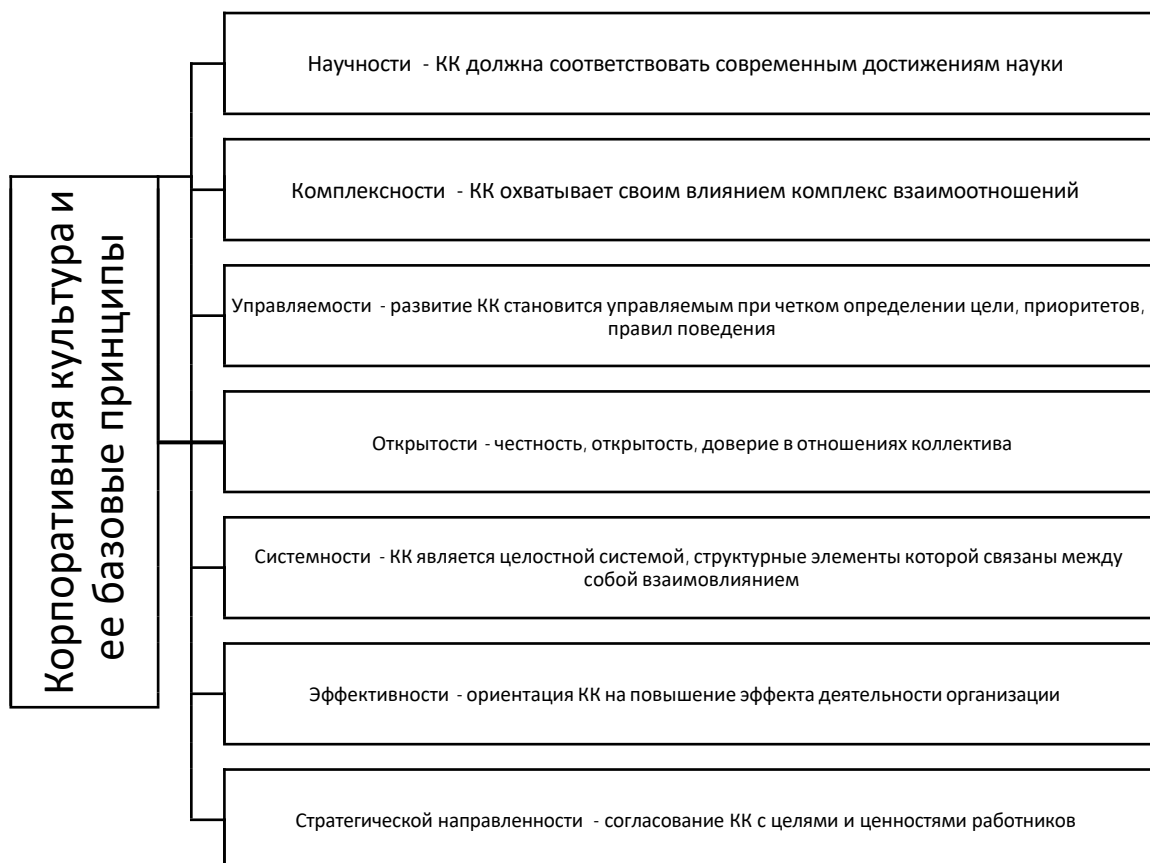 Корпоративная культура и
ее базовые принципы
Научности - КК должна соответствовать современным достижениям науки
Комплексности - КК охватывает своим влиянием комплекс взаимоотношений
Управляемости - развитие КК становится управляемым при четком определении цели, приоритетов,
правил поведения
Открытости - честность, открытость, доверие в отношениях коллектива
Системности - КК является целостной системой, структурные элементы которой связаны между
собой взаимовлиянием
Эффективности - ориентация КК на повышение эффекта деятельности организации
Стратегической направленности - согласование КК с целями и ценностями работников